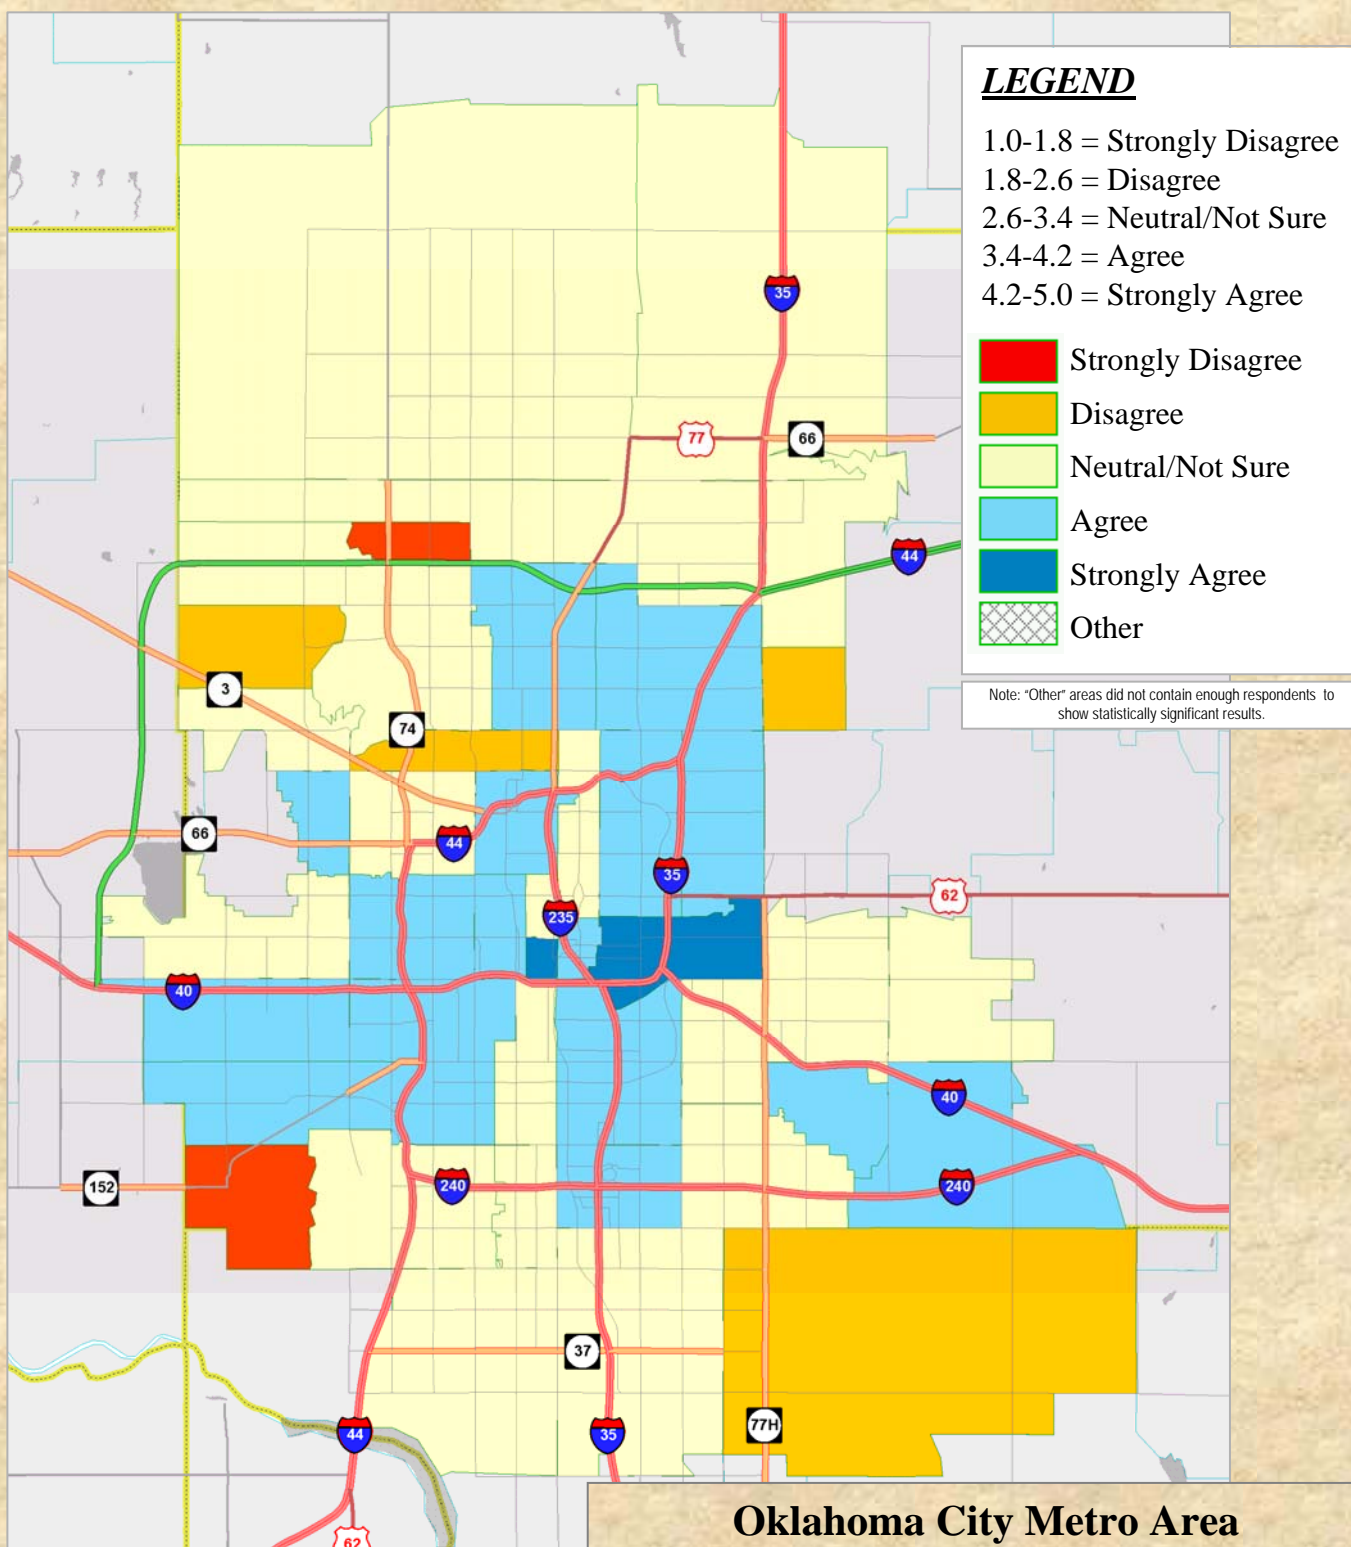 LEGEND
1.0-1.8 = Strongly Disagree
1.8-2.6 = Disagree
2.6-3.4 = Neutral/Not Sure
3.4-4.2 = Agree
4.2-5.0 = Strongly Agree
Strongly Disagree
Disagree
Neutral/Not Sure
Agree
Strongly Agree
Other
Note: “Other” areas did not contain enough respondents to
show statistically significant results.
35
77
66
44
3
74
66
44
35
62
235
40
40
152
240
240
37
77H
44
35
62
Oklahoma City Metro Area